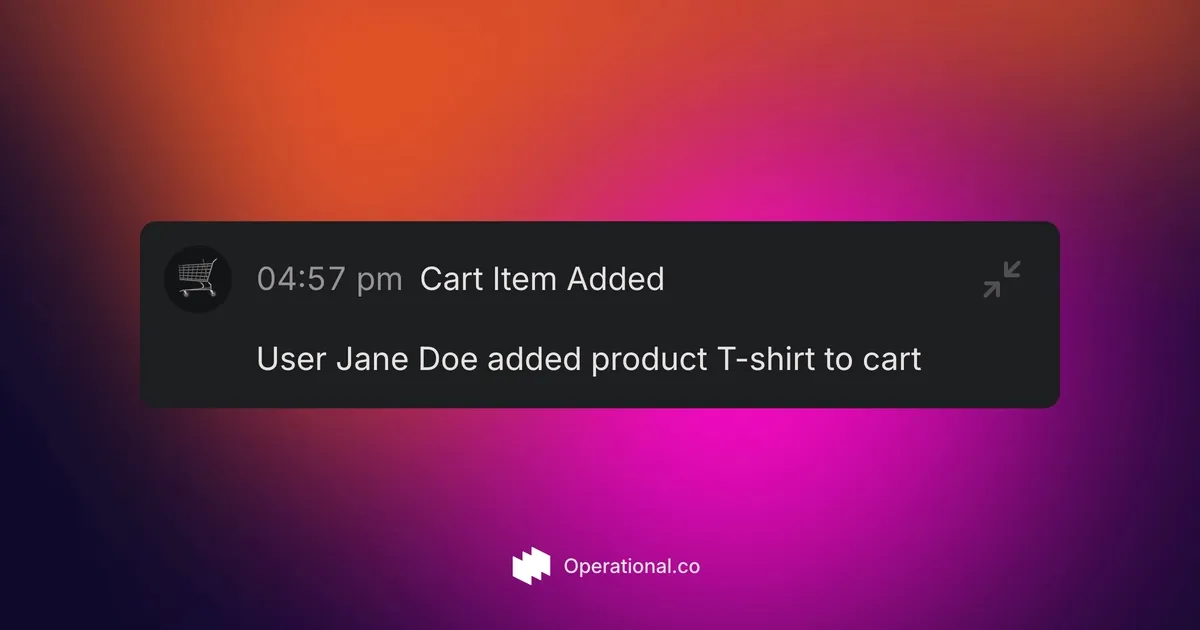 04:57 pm Cart Item Added
User Jane Doe added product T-shirt to cart
Operational.co